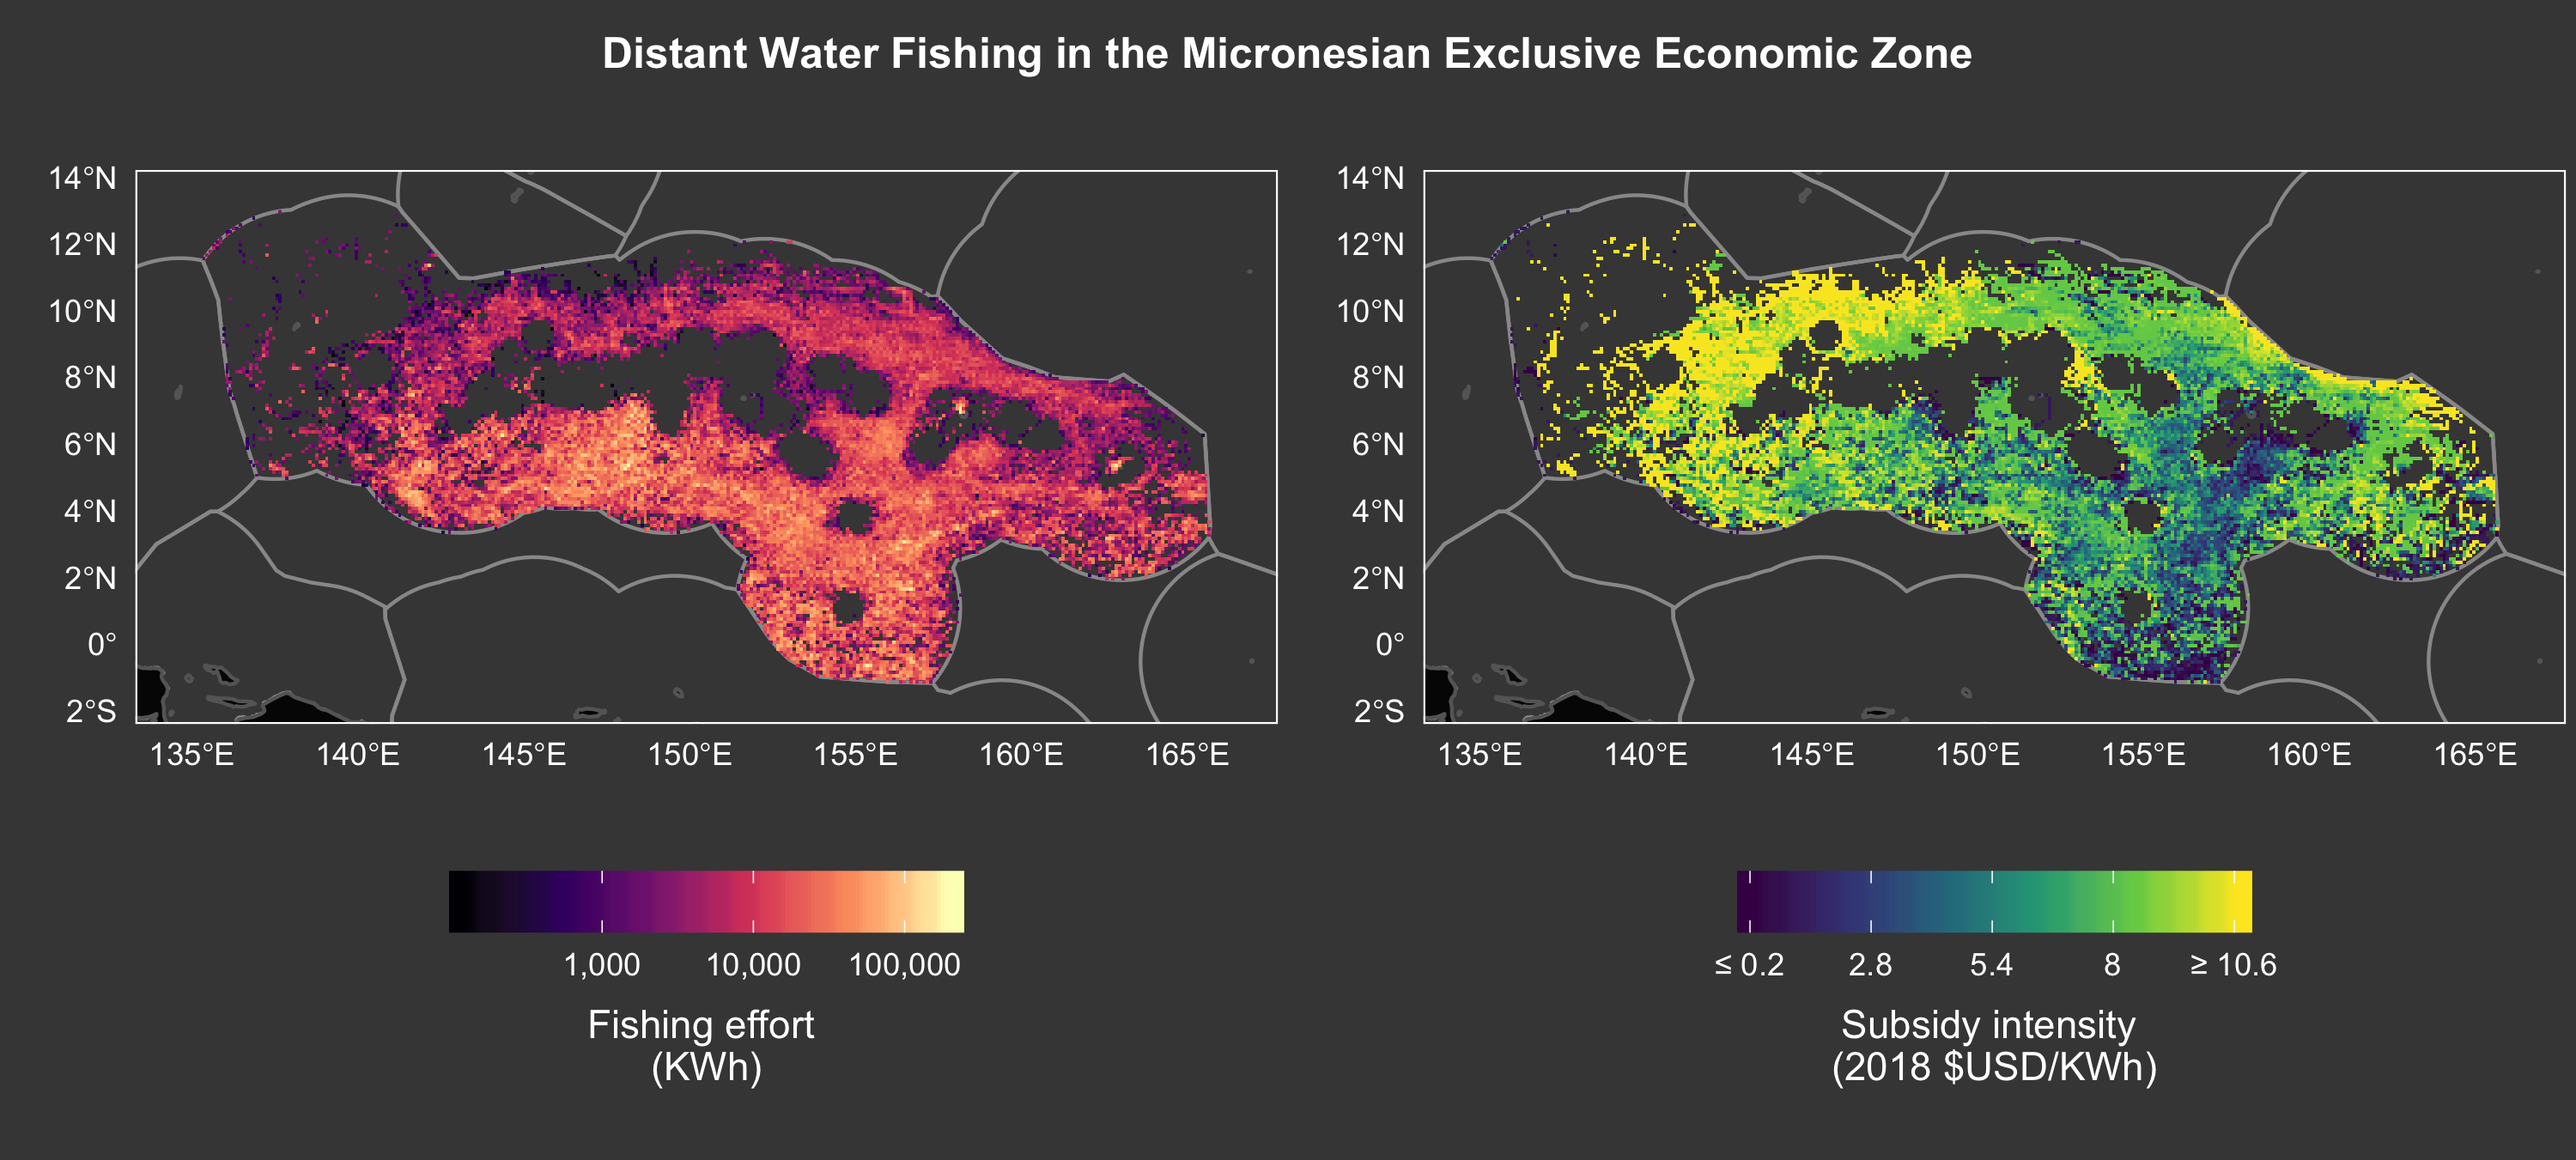 Distant Water Fishing in the Micronesian Exclusive Economic Zone
14°N
12°N
10°N
8°N
6°N
4°N
2°N
0°
2°S
135°E 140°E 145°E 150°E 155°E 160°E 165°E
14°N
12°N
10°N
8°N
6°N
4°N
2°N
0°
2°S
135°E 140°E 145°E 150°E 155°E 160°E 165°E
1,000 10,000 100,000
Fishing effort
(KWh)
≤ 0.2 2.8 5.4 8 ≥ 10.6
Subsidy intensity
(2018 $USD/KWh)